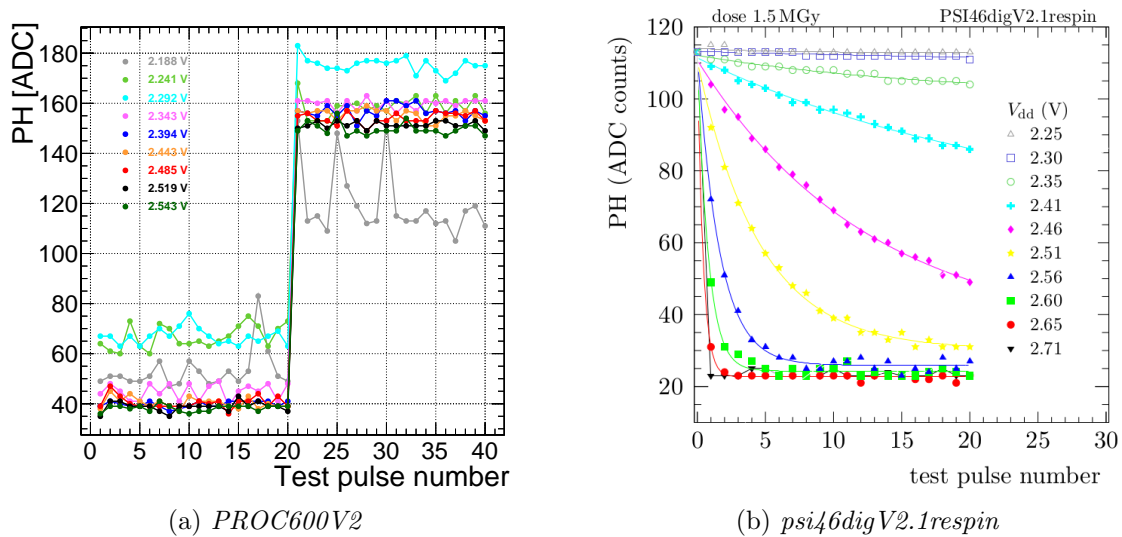 PH [ADC]
180
160
140
120
100
80
60
40
0 5 10 15 20 25 30 35 40
Test pulse number
2.188 V
2.241 V
2.292 V
2.343 V
2.394 V
2.443 V
2.485 V
2.519 V
2.543 V
(a) PROC600V2
dose 1.5 MGy PSI46digV2.1respin
PH (ADC counts)
120
100
80
60
40
20
0 5 10 15 20 25 30
test pulse number
Vdd (V)
2.25
2.30
2.35
2.41
2.46
2.51
2.56
2.60
2.65
2.71
(b) psi46digV2.1respin